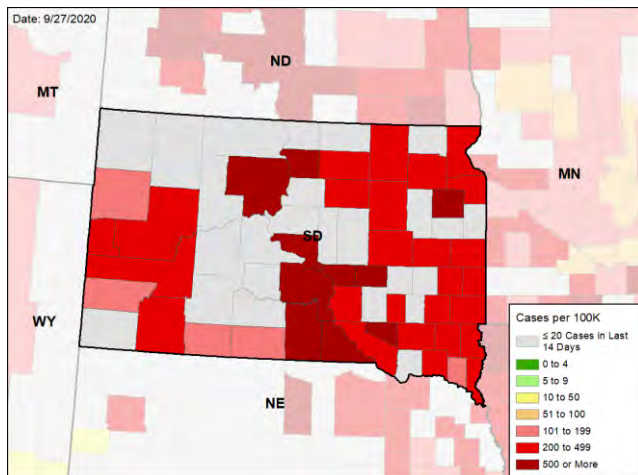 Date: 9/27/2020
ND
MT
MN
SD
WY
NE
Cases per 100K
≤ 20 Cases in Last
14 Days
0 to 4
5 to 9
10 to 50
51 to 100
101 to 199
200 to 499
500 or More